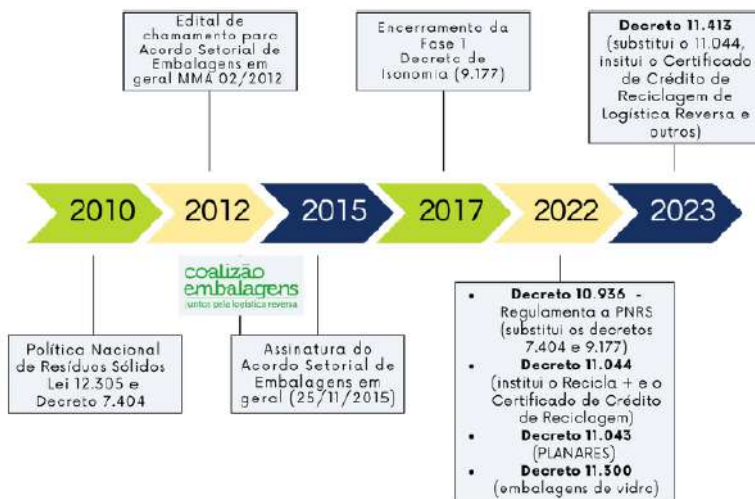 Edital de
chamamento para
Acordo Setorial de
Embalagens em
geral MMA 02/2012
Encerramento da
Fase 1
Decreto de
Isonomia (9.177)
Decreto 11.413
(substitui o 11.044,
insitui o Certificado
de Crédito de
Reciclagem de
Logística Reversa e
outros)
2010
2012
2015
2017
2022
2023
coalizão
embalagens
juntos pela logística reversa
Política Nacional
de Resíduos Sólidos
Lei 12.305 e
Decreto 7.404
Assinatura do
Acordo Setorial de
Embalagens em
geral (25/11/2015)
• Decreto 10.936 -
Regulamenta a PNRS
(substitui os decretos
7.404 e 9.177)
• Decreto 11.044
(institui o Recicla + e o
Certificado de Crédito
de Reciclagem)
• Decreto 11.043
(PLANARES)
• Decreto 11.300
(embalagens de vidro)